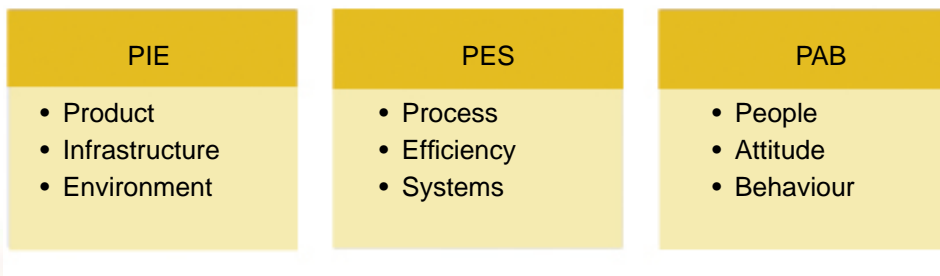 PIE
• Product
• Infrastructure
• Environment
PES
• Process
• Efficiency
• Systems
PAB
• People
• Attitude
• Behaviour